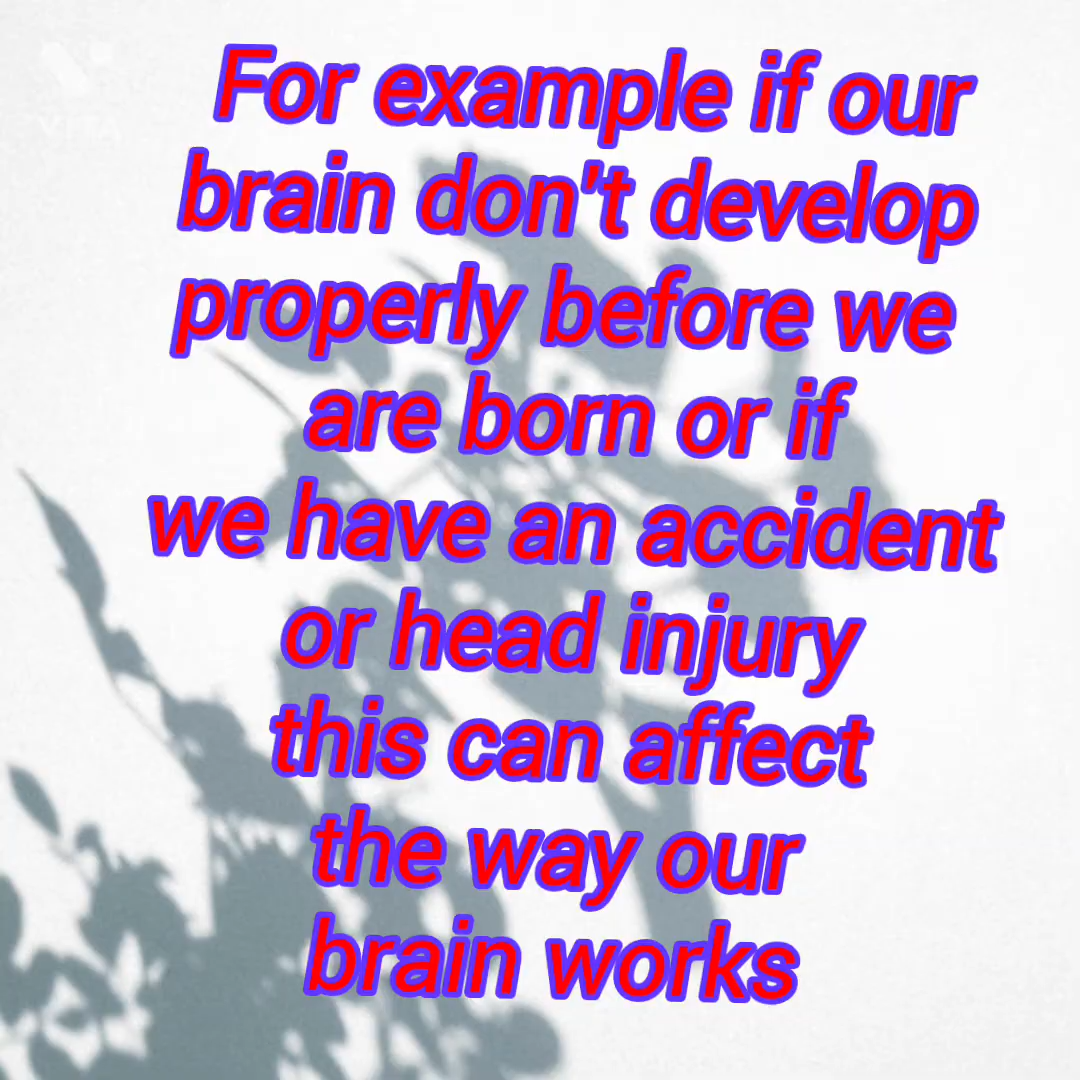 For example if our
brain don't develop
properly before we
are born or if
we have an accident
or head injury
this can affect
the way our
brain works
VITA